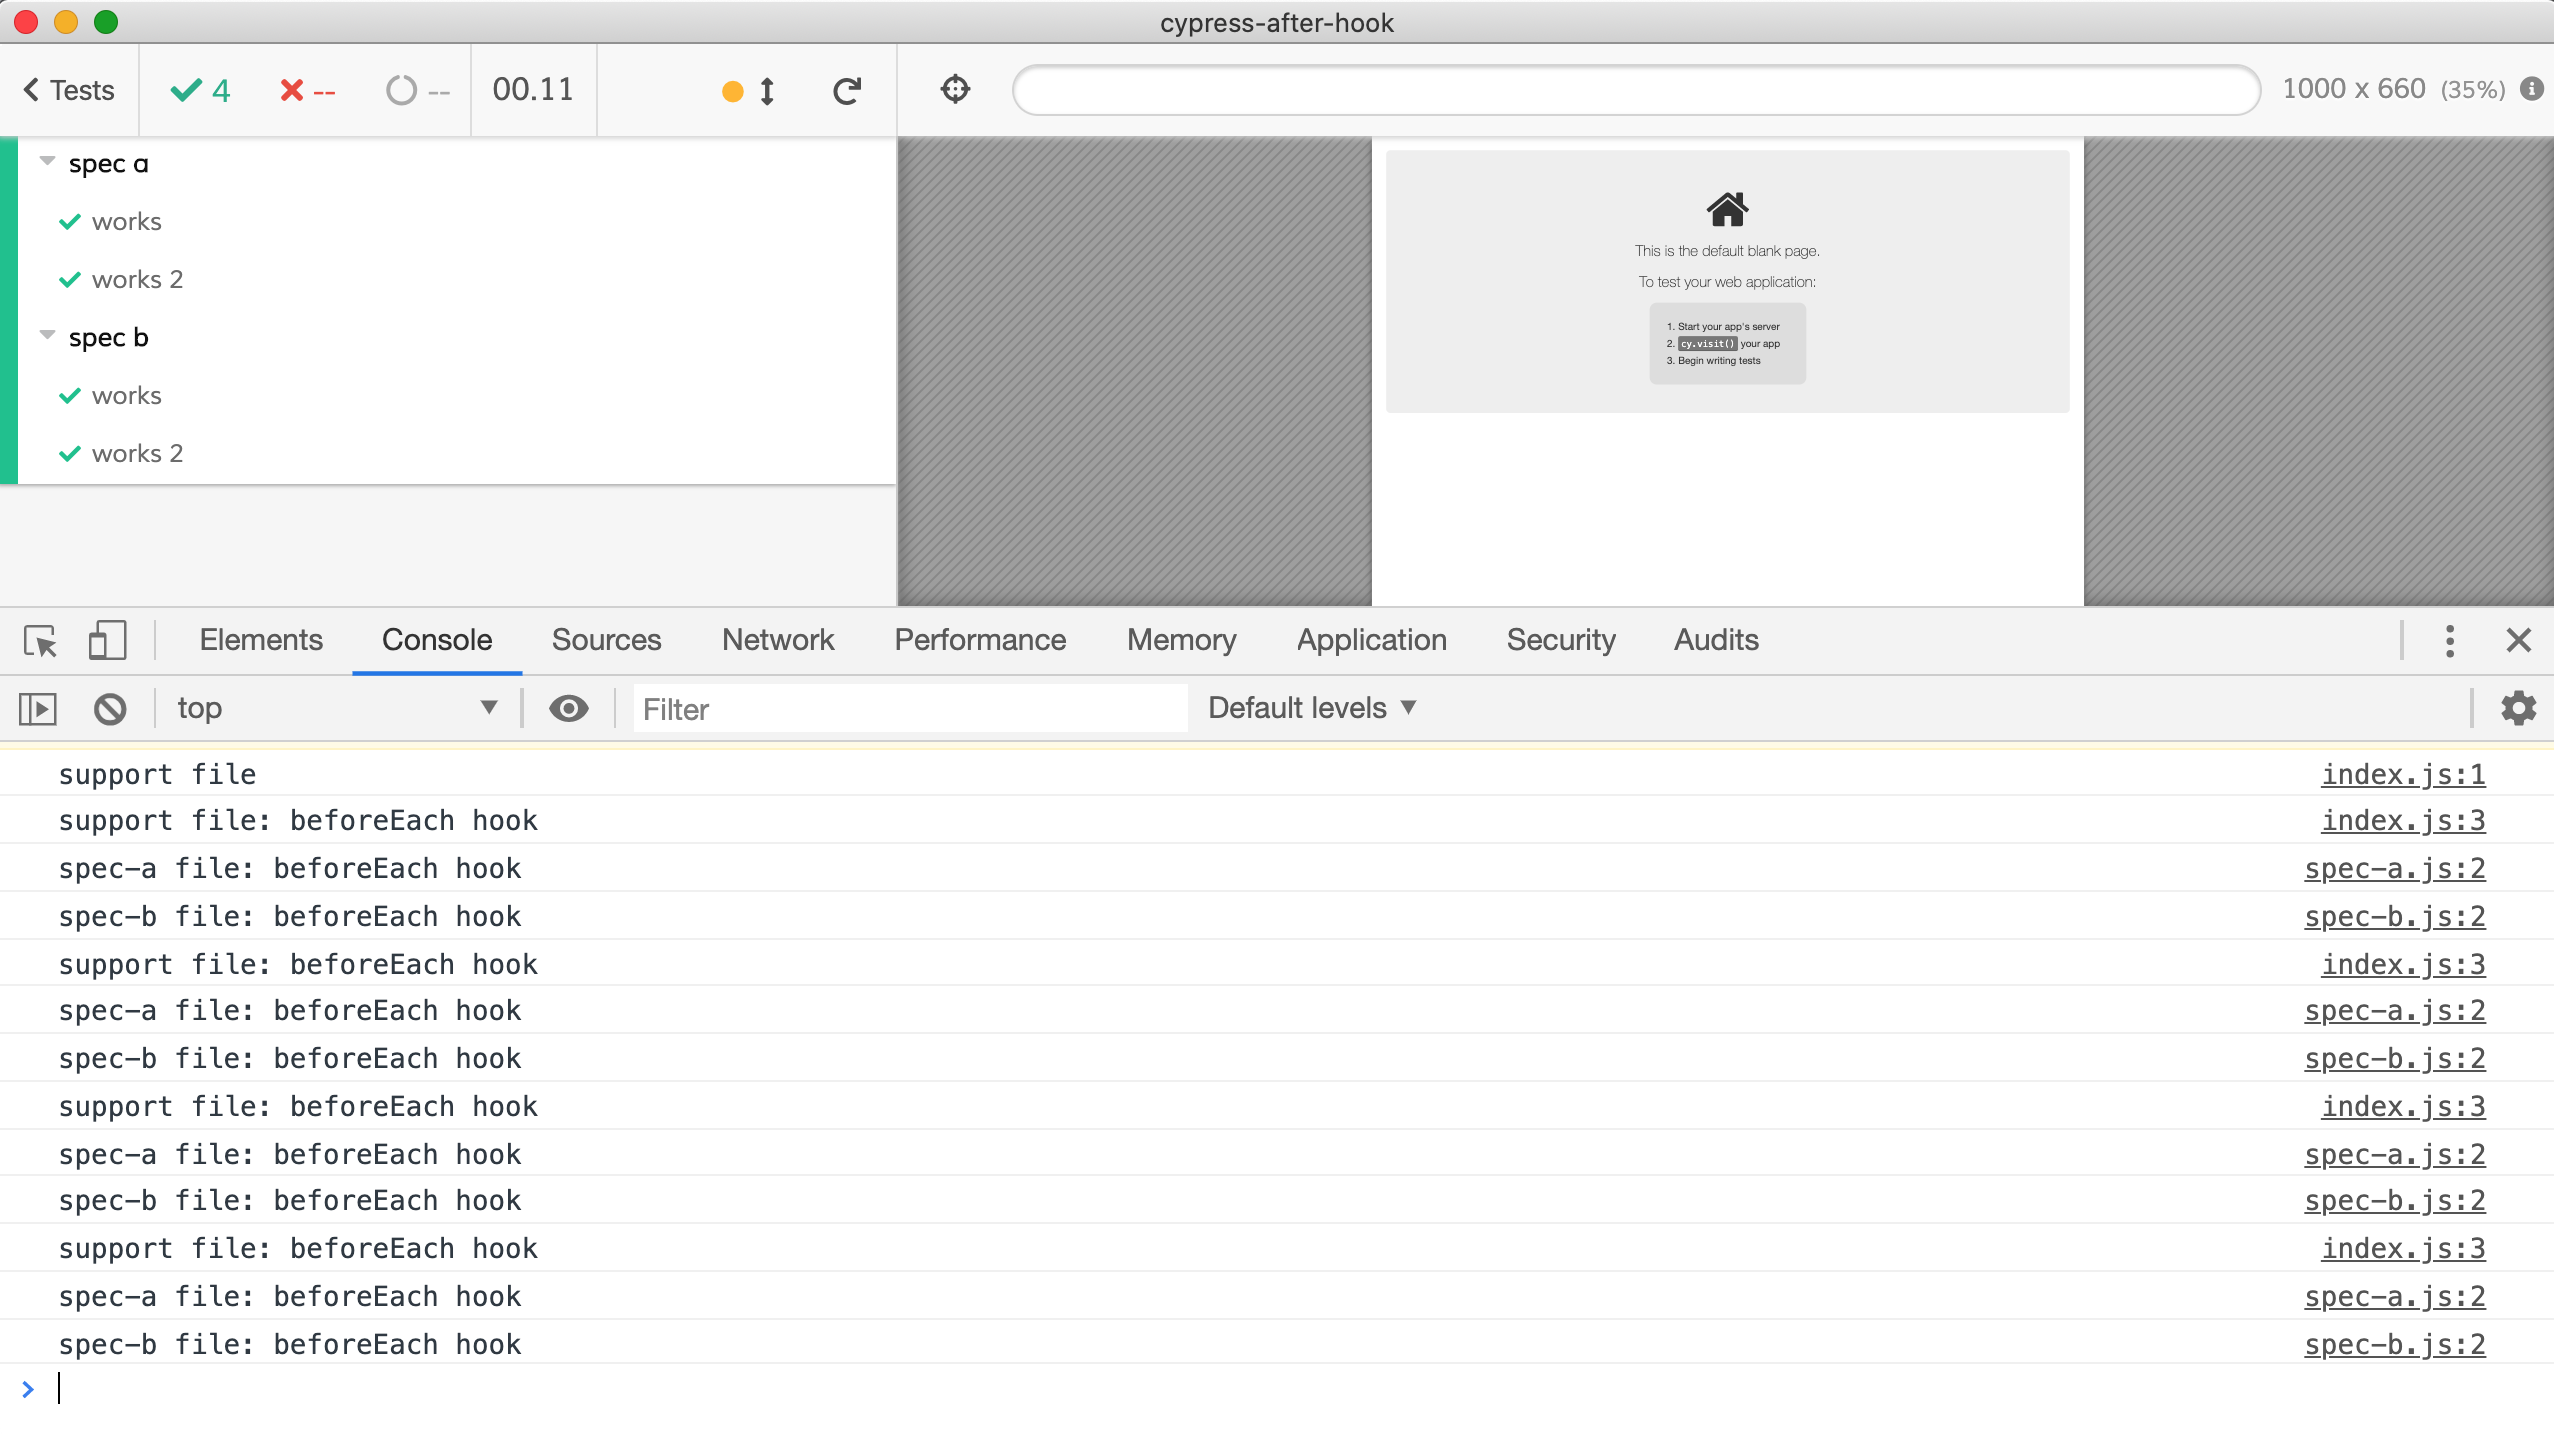 cypress-after-hook
Tests 4 -- -- 00.11 1000 x 660 (35%)
spec a
works
works 2
spec b
works
works 2
This is the default blank page.
To test your web application:
1. Start your app's server
2. cy.visit() your app
3. Begin writing tests
Elements Console Sources Network Performance Memory Application Security Audits
top Filter Default levels
support file index.js:1
support file: beforeEach hook index.js:3
spec-a file: beforeEach hook spec-a.js:2
spec-b file: beforeEach hook spec-b.js:2
support file: beforeEach hook index.js:3
spec-a file: beforeEach hook spec-a.js:2
spec-b file: beforeEach hook spec-b.js:2
support file: beforeEach hook index.js:3
spec-a file: beforeEach hook spec-a.js:2
spec-b file: beforeEach hook spec-b.js:2
support file: beforeEach hook index.js:3
spec-a file: beforeEach hook spec-a.js:2
spec-b file: beforeEach hook spec-b.js:2